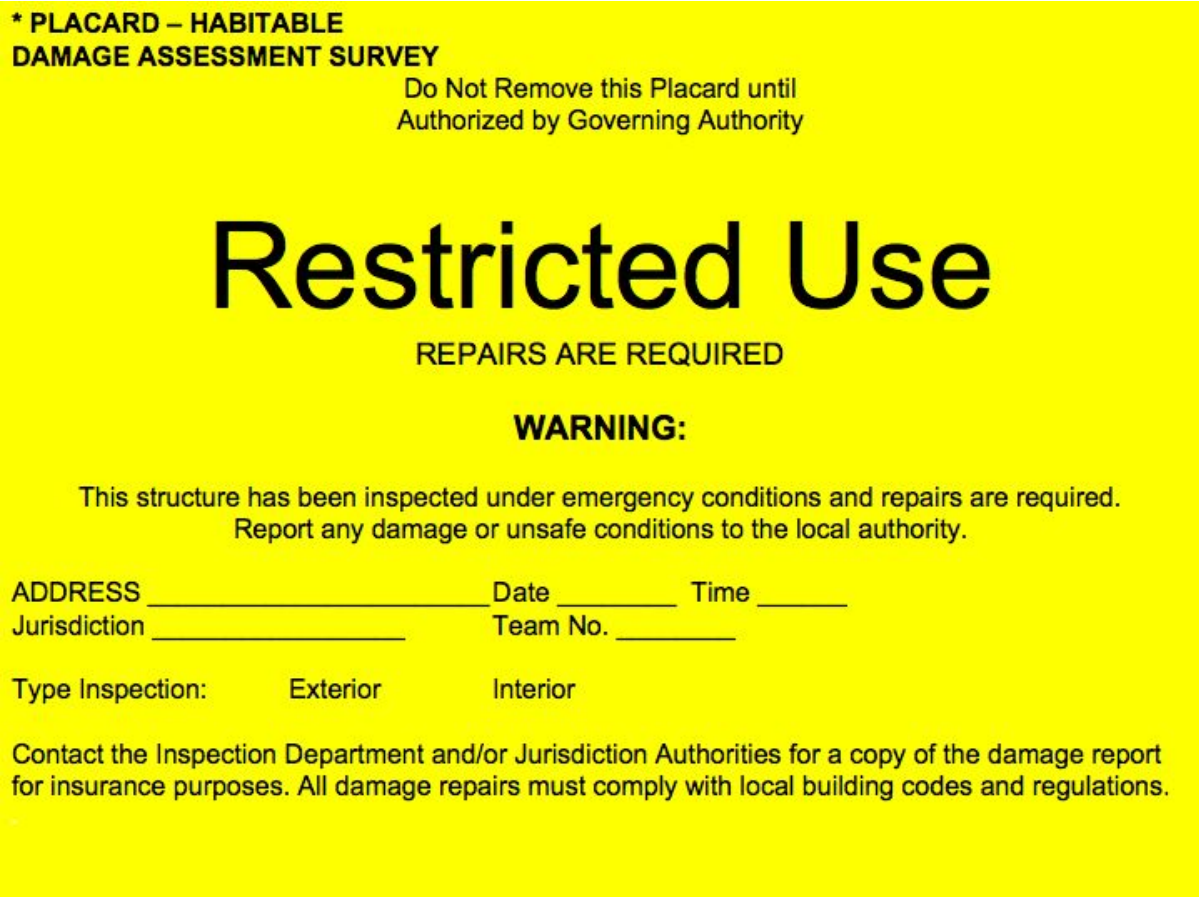 * PLACARD – HABITABLE
DAMAGE ASSESSMENT SURVEY
Do Not Remove this Placard until
Authorized by Governing Authority
Restricted Use
REPAIRS ARE REQUIRED
WARNING:
This structure has been inspected under emergency conditions and repairs are required.
Report any damage or unsafe conditions to the local authority.
ADDRESS _______________________ Date ________ Time ______
Jurisdiction _________________ Team No. ________
Type Inspection: Exterior Interior
Contact the Inspection Department and/or Jurisdiction Authorities for a copy of the damage report
for insurance purposes. All damage repairs must comply with local building codes and regulations.